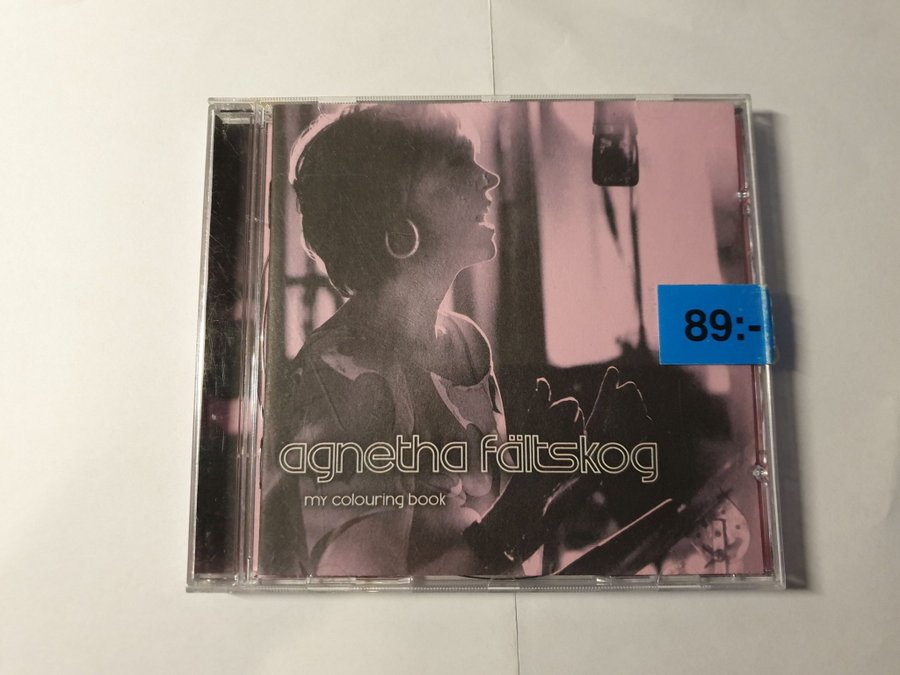 89:-
agnetha fältskog
my colouring book